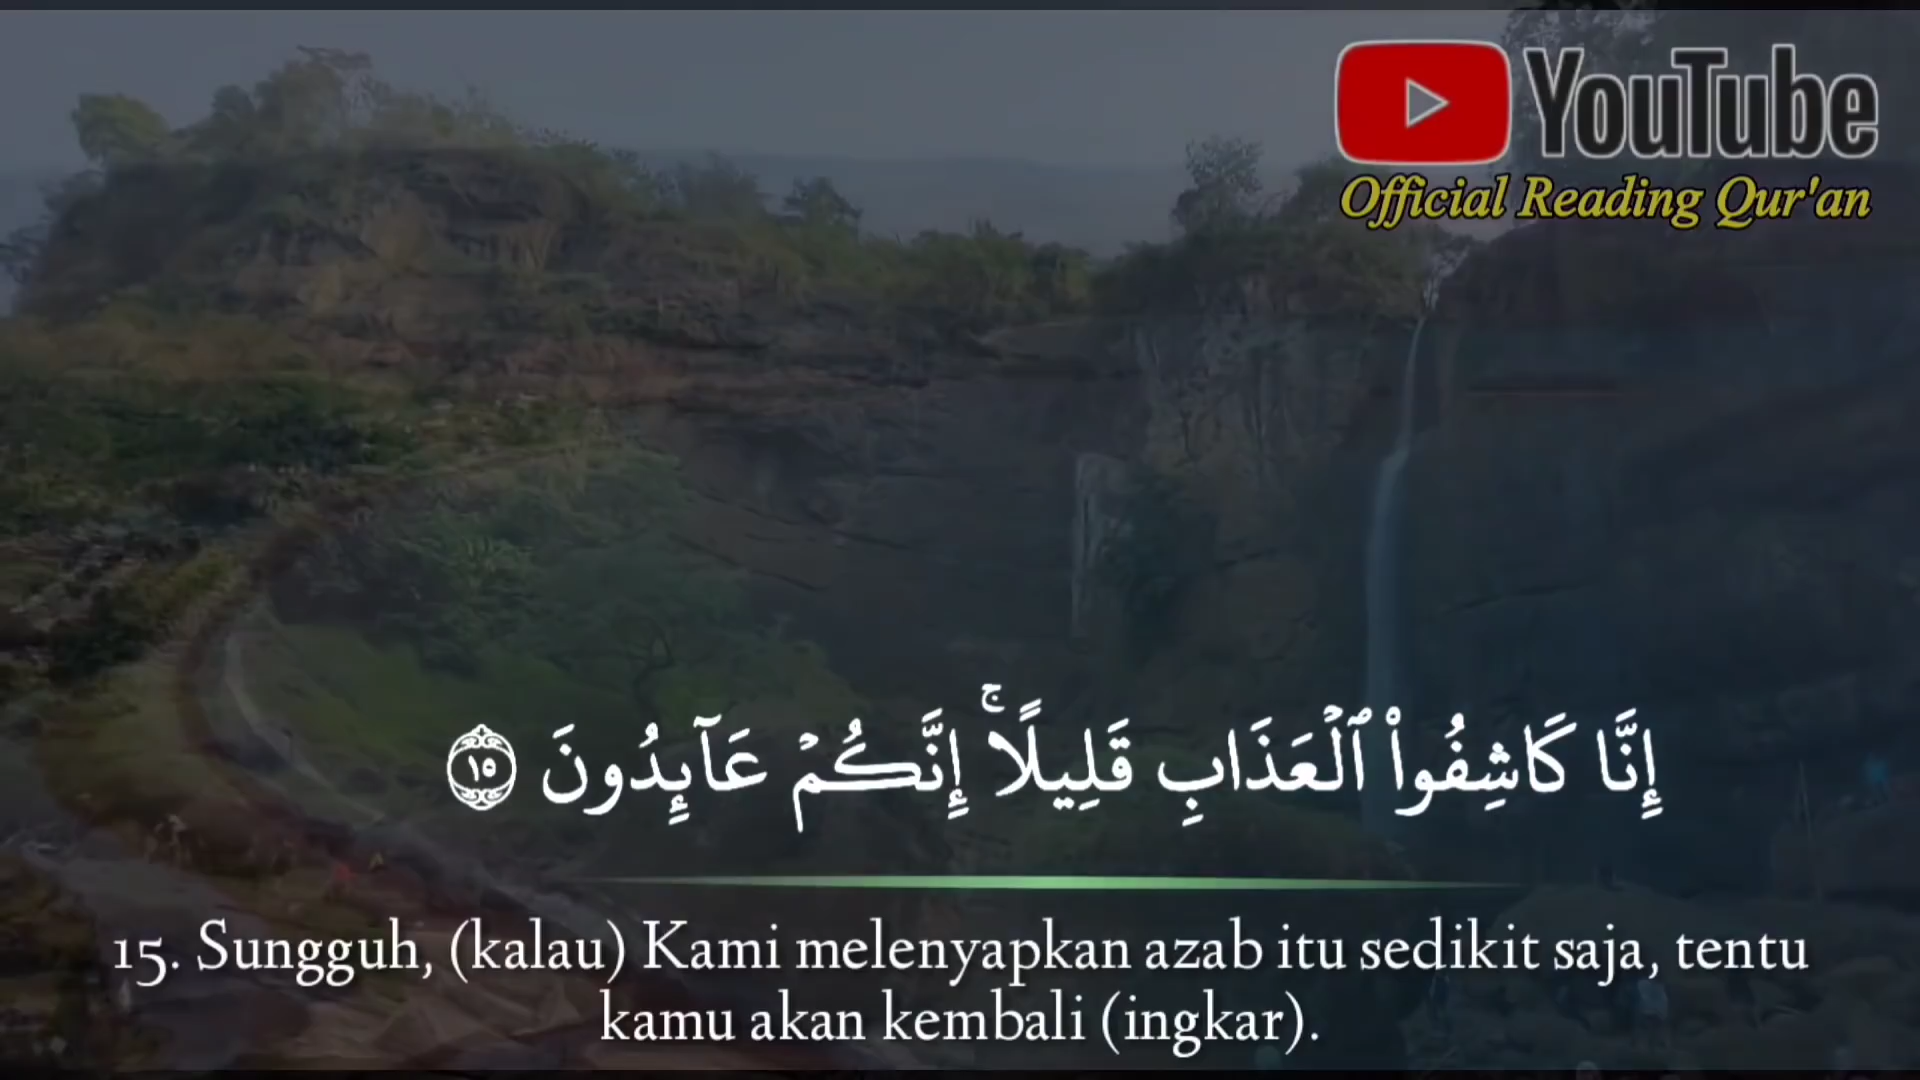 YouTube
Official Reading Qur'an
إِنَّا كَاشِفُوا۟ ٱلْعَذَابِ قَلِيلًا ۚ إِنَّكُمْ عَآئِدُونَ ١٥
15. Sungguh, (kalau) Kami melenyapkan azab itu sedikit saja, tentu
kamu akan kembali (ingkar).